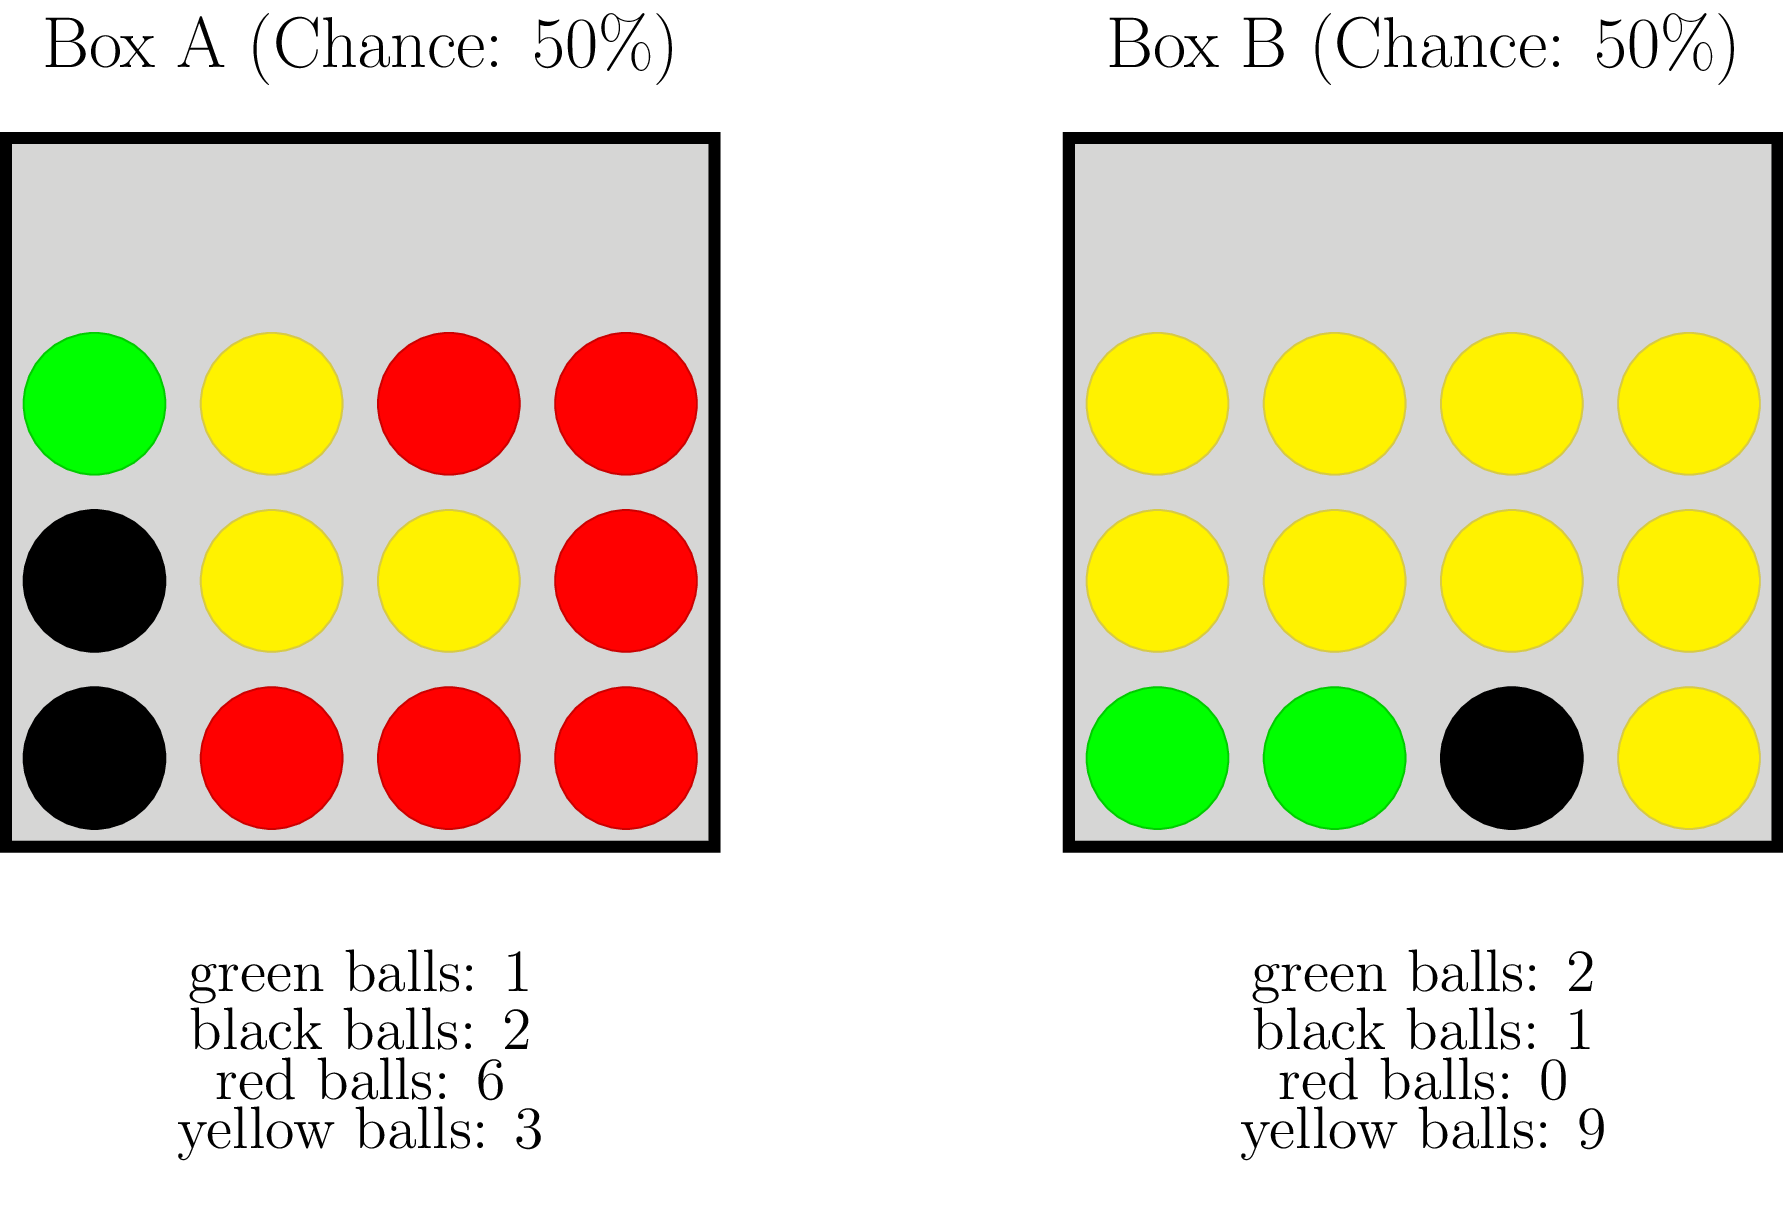 Box A (Chance: 50%)
green balls: 1
black balls: 2
red balls: 6
yellow balls: 3
Box B (Chance: 50%)
green balls: 2
black balls: 1
red balls: 0
yellow balls: 9